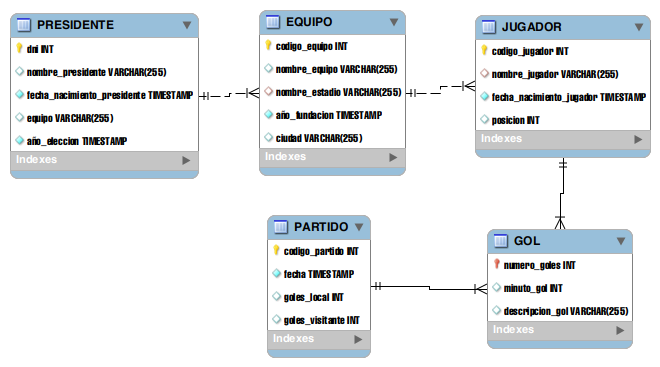 PRESIDENTE
dni INT
nombre_presidente VARCHAR(255)
fecha_nacimiento_presidente TIMESTAMP
equipo VARCHAR(255)
año_eleccion TIMESTAMP
Indexes
EQUIPO
codigo_equipo INT
nombre_equipo VARCHAR(255)
nombre_estadio VARCHAR(255)
año_fundacion TIMESTAMP
ciudad VARCHAR(255)
Indexes
JUGADOR
codigo_jugador INT
nombre_jugador VARCHAR(255)
fecha_nacimiento_jugador TIMESTAMP
posicion INT
Indexes
PARTIDO
codigo_partido INT
fecha TIMESTAMP
goles_local INT
goles_visitante INT
Indexes
GOL
numero_goles INT
minuto_gol INT
descripcion_gol VARCHAR(255)
Indexes